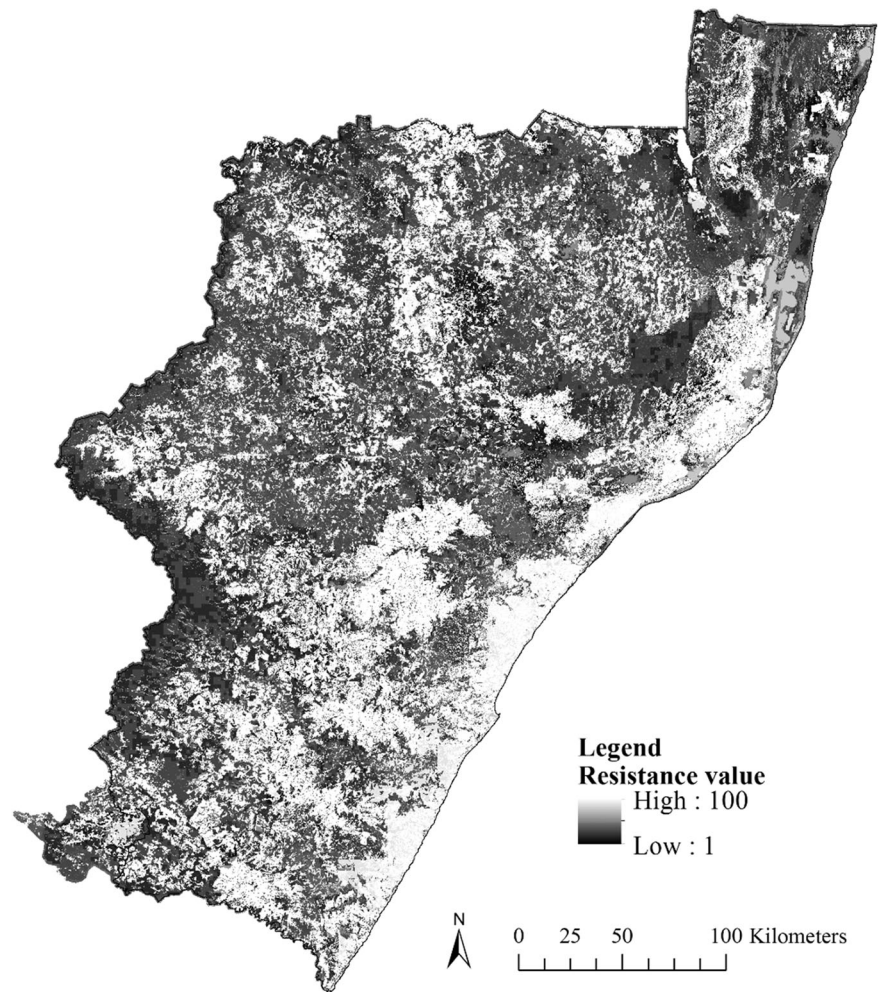 Legend
Resistance value
High : 100
Low : 1
N
0 25 50 100 Kilometers